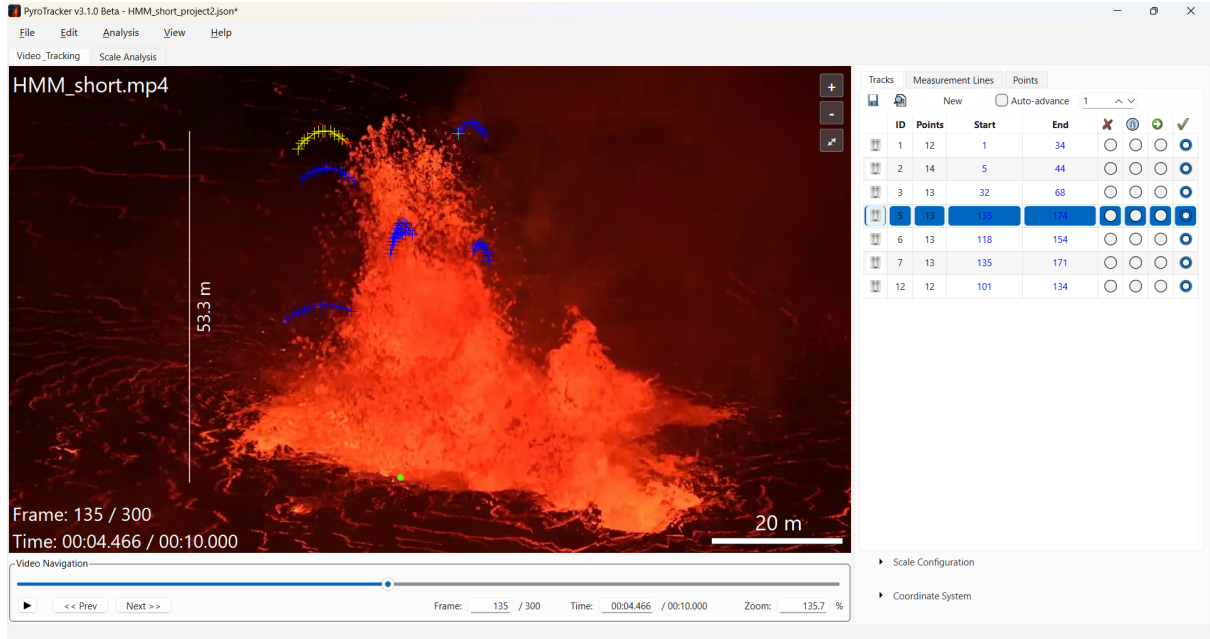 PyroTracker v3.1.0 Beta - HMM_short_project2.json*
File Edit Analysis View Help
Video_Tracking Scale Analysis
HMM_short.mp4
+
-
53.3 m
20 m
Frame: 135 / 300
Time: 00:04.466 / 00:10.000
Video Navigation
<< Prev Next >> Frame: 135 / 300 Time: 00:04.466 / 00:10.000 Zoom: 135.7 %
Tracks Measurement Lines Points
New Auto-advance 1
ID Points Start End
1 12 1 34
2 14 5 44
3 13 32 68
5 13 135 174
6 13 118 154
7 13 135 171
12 12 101 134
Scale Configuration
Coordinate System